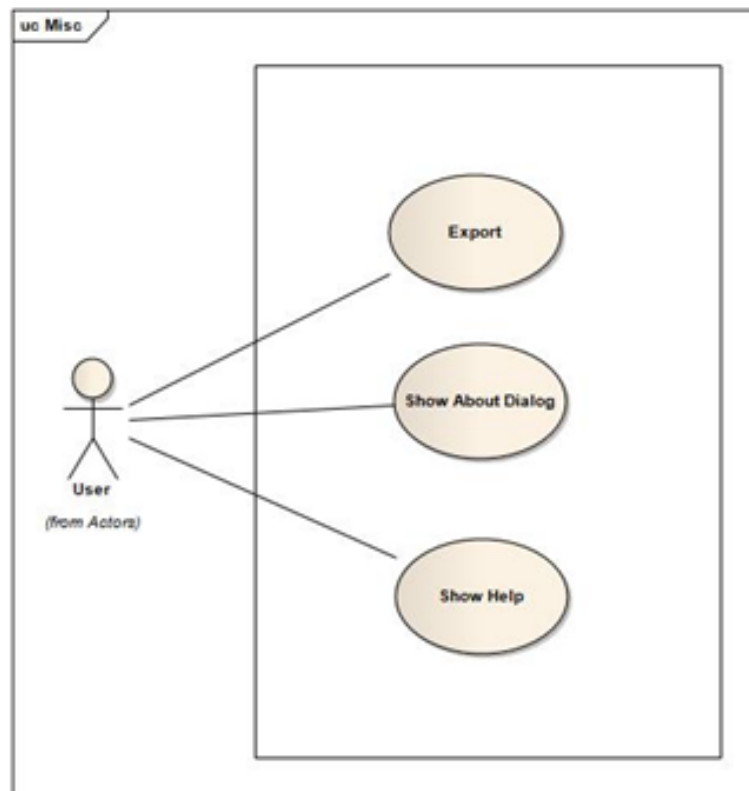 uc Misc
Export
Show About Dialog
User
(from Actors)
Show Help